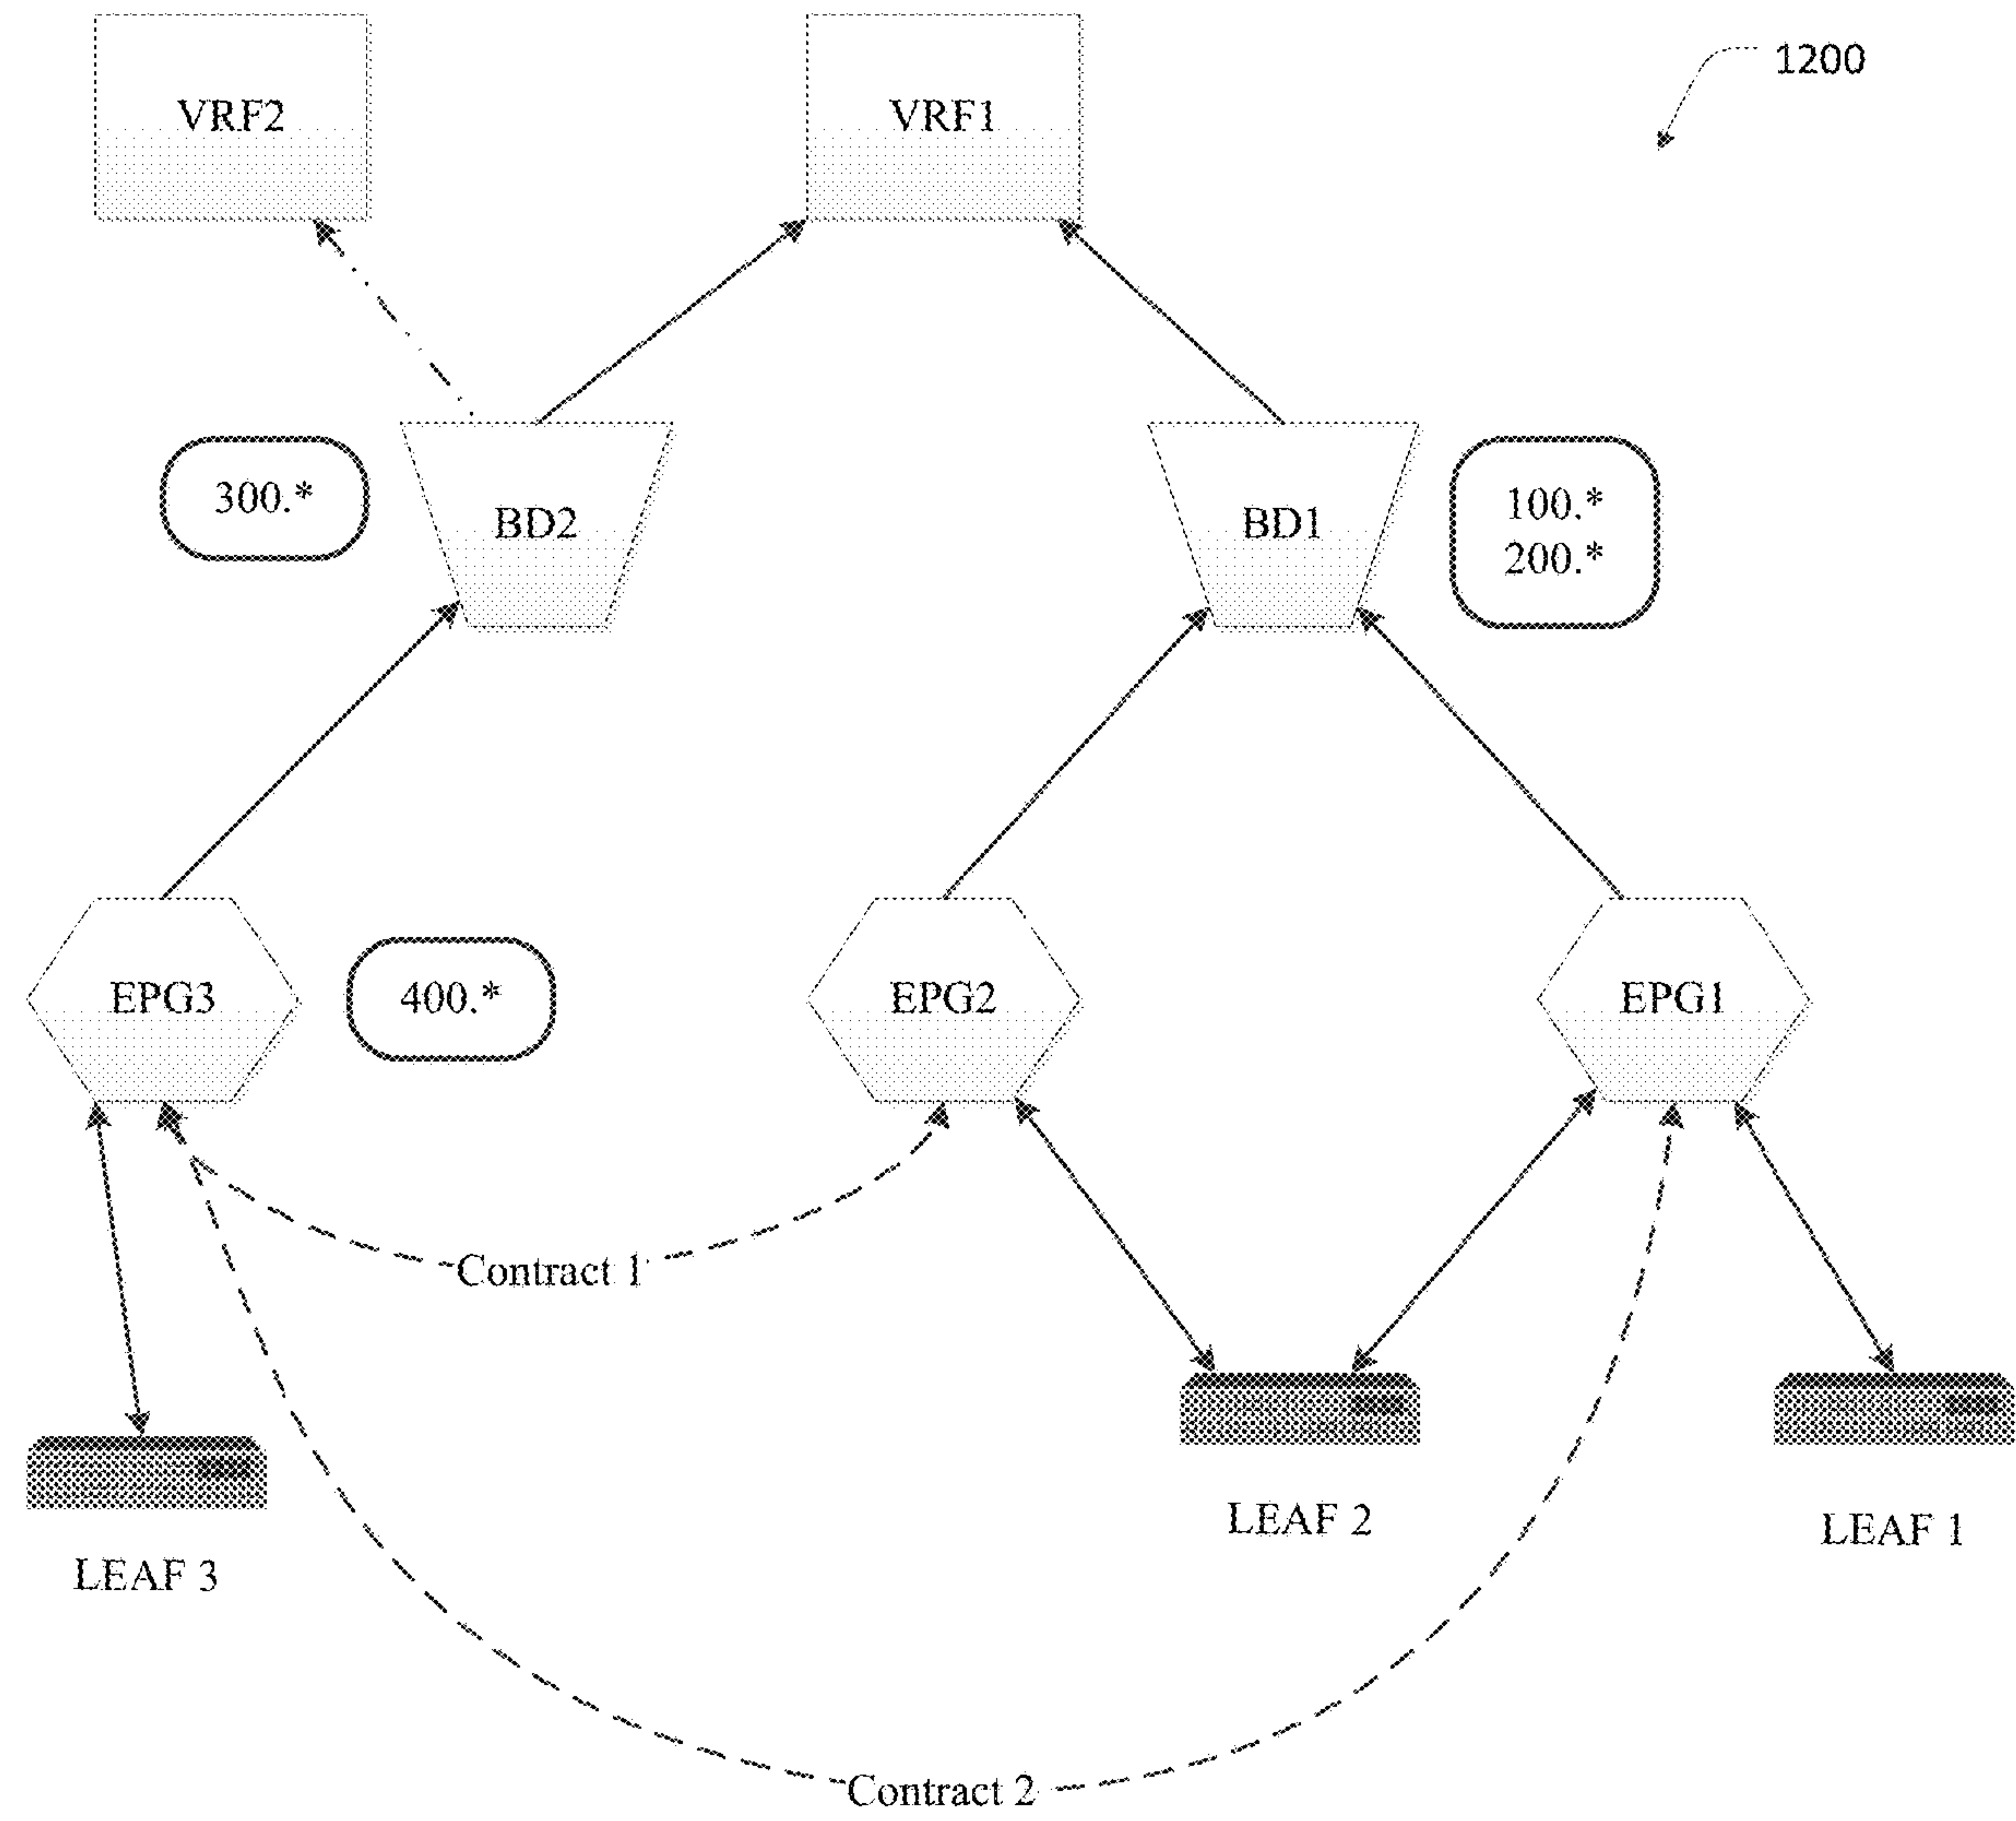 1200
VRF2
VRF1
300.*
BD2
BD1
100.*
200.*
EPG3
400.*
EPG2
EPG1
Contract 1
LEAF 3
LEAF 2
LEAF 1
Contract 2